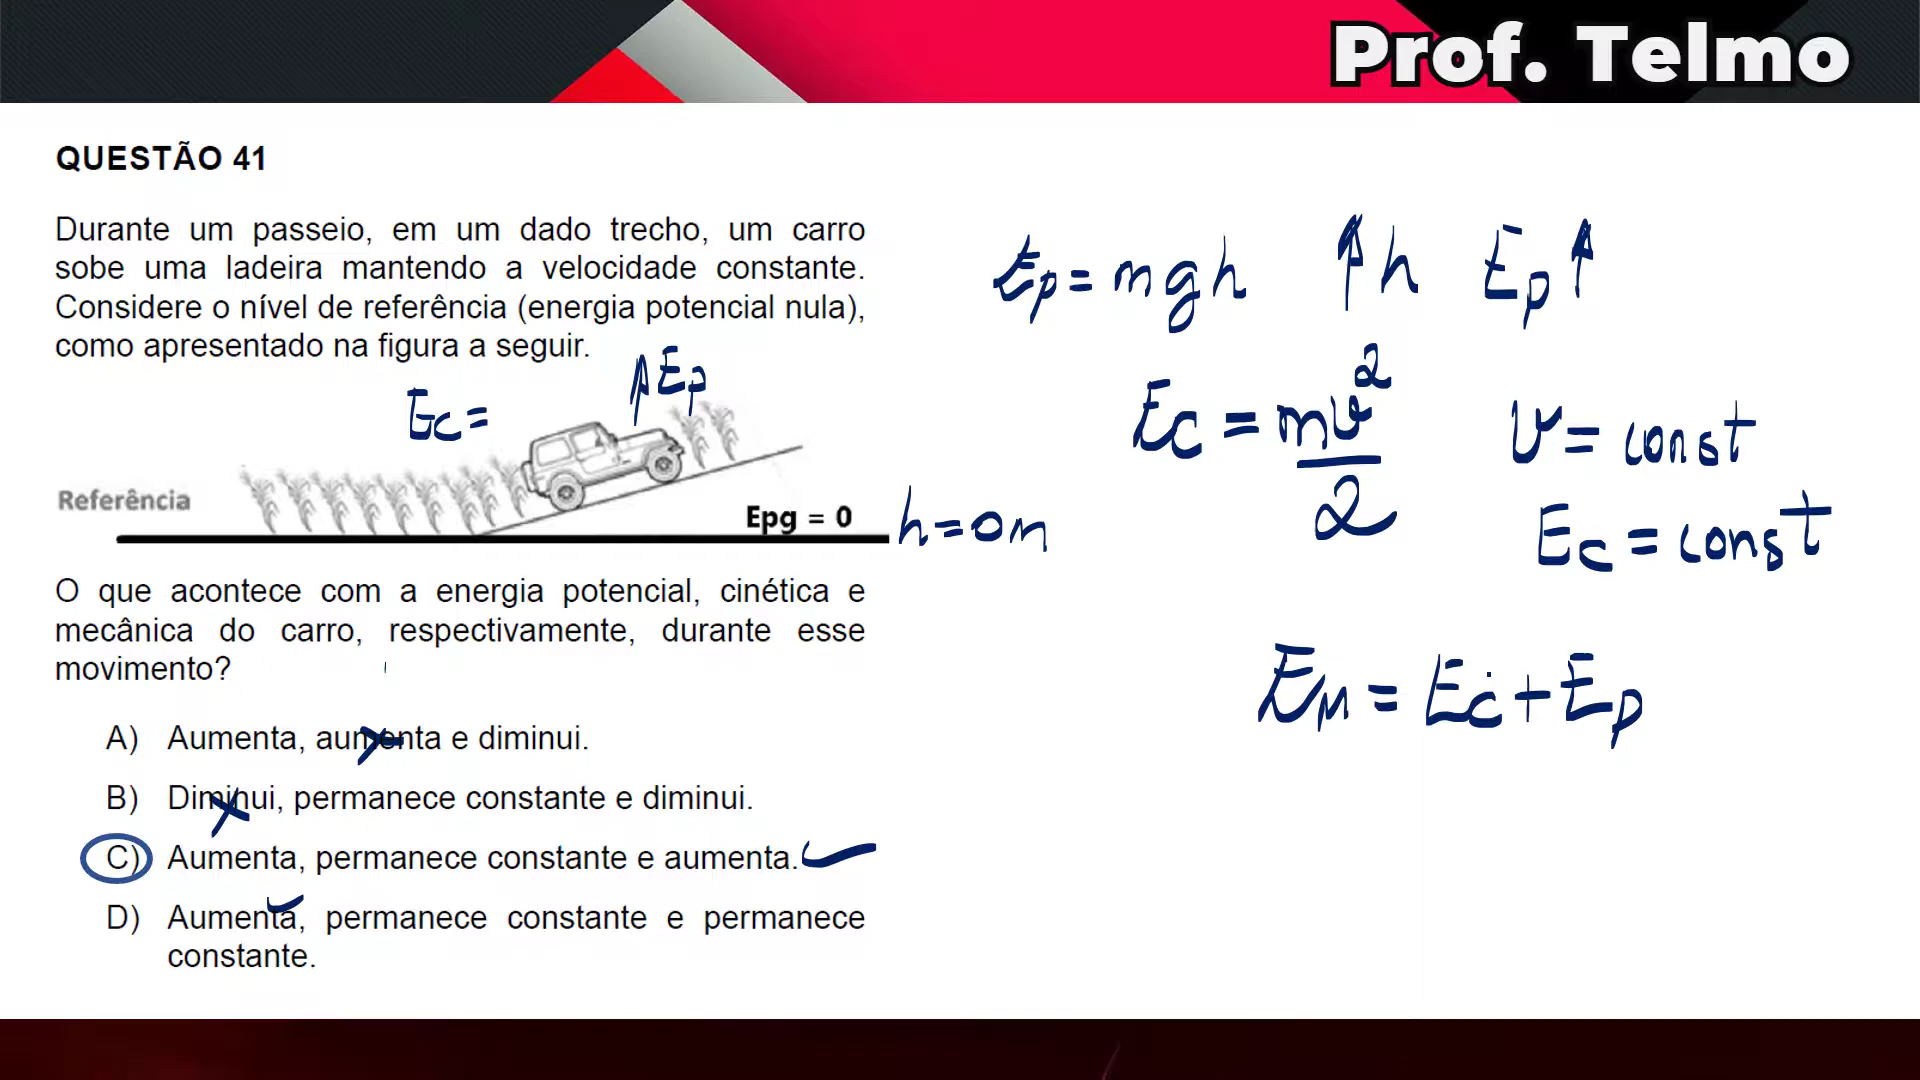 Prof. Telmo
QUESTÃO 41
Durante um passeio, em um dado trecho, um carro
sobe uma ladeira mantendo a velocidade constante.
Considere o nível de referência (energia potencial nula),
como apresentado na figura a seguir.
Ec =
↑Ep
Referência
Epg = 0
h=0m
O que acontece com a energia potencial, cinética e
mecânica do carro, respectivamente, durante esse
movimento?
A) Aumenta, aumenta e diminui.
B) Diminui, permanece constante e diminui.
C) Aumenta, permanece constante e aumenta.
D) Aumenta, permanece constante e permanece
constante.
Ep = mgh ↑h Ep↑
Ec = mv²/2
v = const
Ec = const
EM = Ec + Ep